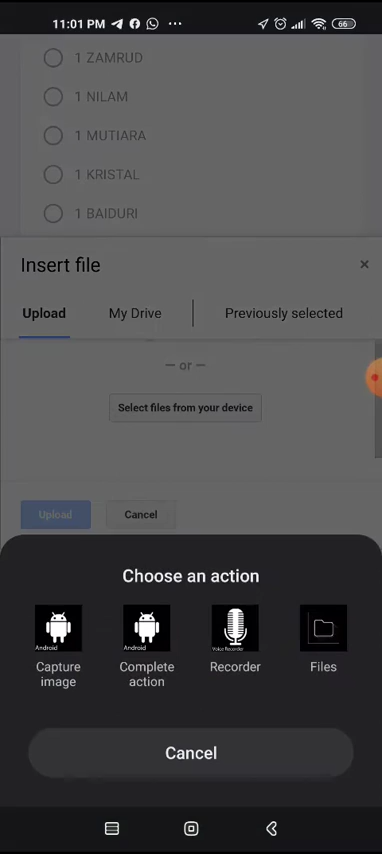 11:01 PM ... 66
1 ZAMRUD
1 NILAM
1 MUTIARA
1 KRISTAL
1 BAIDURI
Insert file ×
Upload My Drive Previously selected
— or —
Select files from your device
Upload Cancel
Choose an action
Android Android Voice Recorder
Capture image Complete action Recorder Files
Cancel